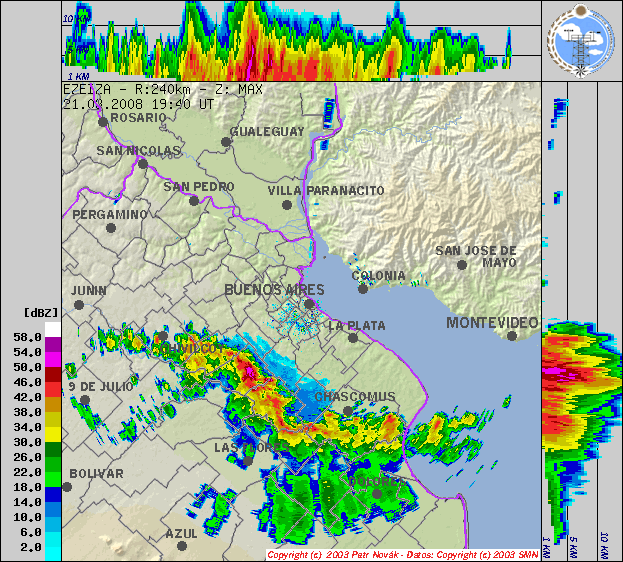 10 KM
5 KM
1 KM
EZEIZA - R:240km - Z: MAX
21.02.2008 19:40 UT
ROSARIO
GUALEGUAY
SAN NICOLAS
SAN PEDRO
VILLA PARANACITO
PERGAMINO
SAN JOSE DE
MAYO
COLONIA
JUNIN
BUENOS AIRES
[dBZ]
LA PLATA
MONTEVIDEO
58.0
54.0
50.0
46.0
42.0
38.0
34.0
30.0
26.0
22.0
18.0
14.0
10.0
6.0
2.0
9 DE JULIO
CHASCOMUS
LAS
BOLIVAR
DOLORES
AZUL
1 KM
5 KM
10 KM
Copyright (c) 2003 Petr Novák - Datos: Copyright (c) 2003 SMN